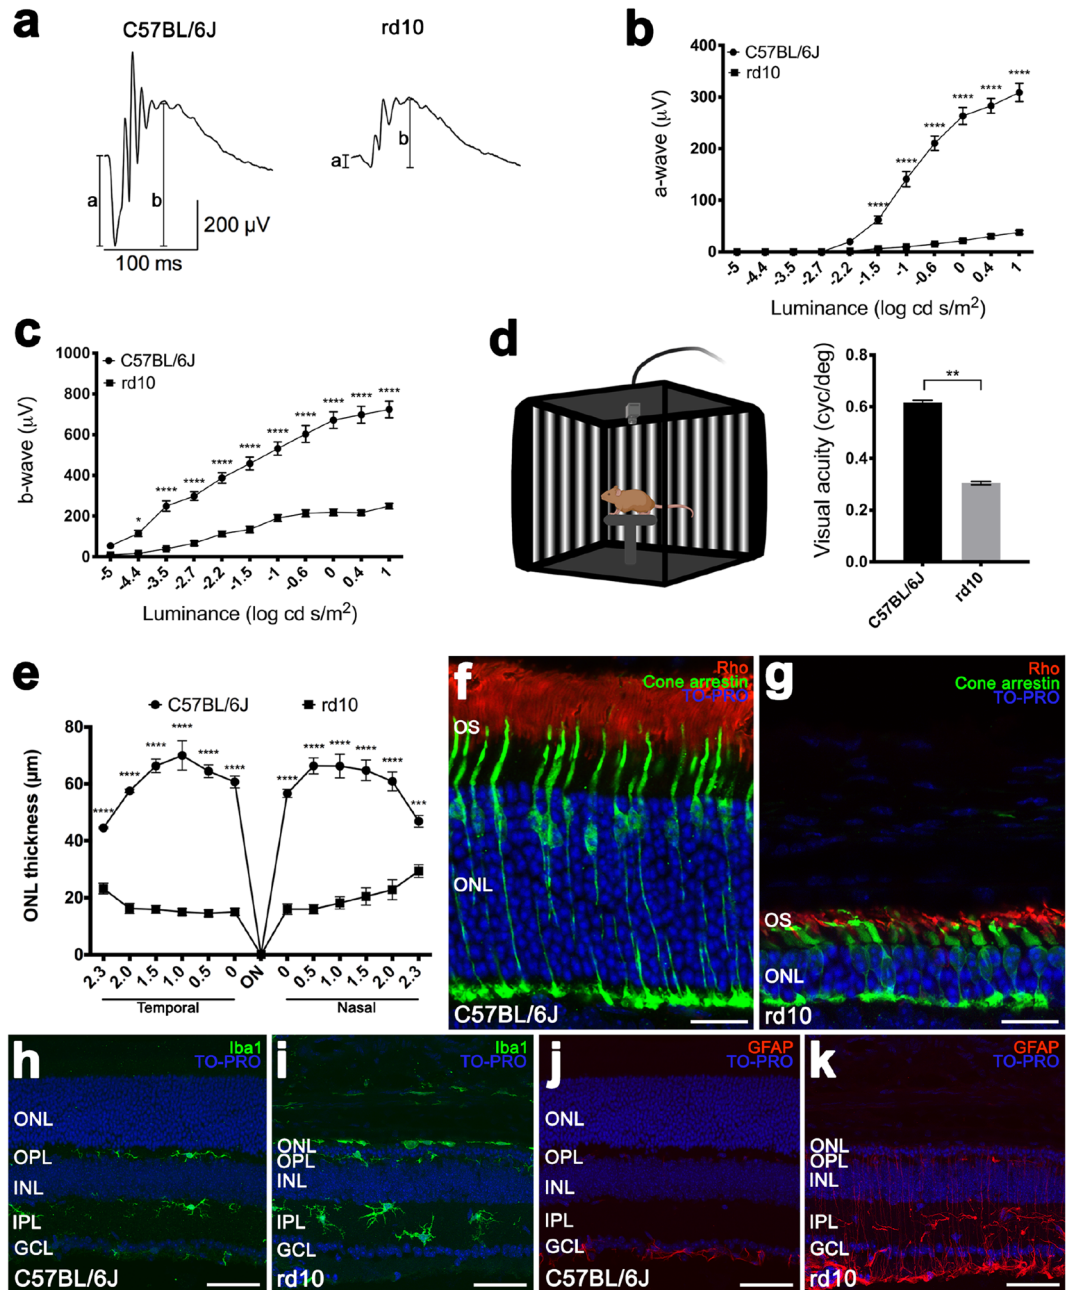 a
C57BL/6J
rd10
a
b
a
b
200 µV
100 ms
b
C57BL/6J
rd10
a-wave (µV)
400
300
200
100
0
**** **** **** **** **** ****
-5 -4.4 -3.5 -2.7 -2.2 -1.5 -1 -0.6 0 0.4 1
Luminance (log cd s/m²)
c
C57BL/6J
rd10
b-wave (µV)
1000
800
600
400
200
0
* **** **** **** **** **** **** **** **** ****
-5 -4.4 -3.5 -2.7 -2.2 -1.5 -1 -0.6 0 0.4 1
Luminance (log cd s/m²)
d
Visual acuity (cyc/deg)
0.8
0.6
0.4
0.2
0.0
**
C57BL/6J rd10
e
C57BL/6J rd10
ONL thickness (µm)
80
60
40
20
0
**** **** **** **** **** **** **** **** **** **** **** ***
2.3 2.0 1.5 1.0 0.5 0 ON 0 0.5 1.0 1.5 2.0 2.3
Temporal Nasal
f
Rho
Cone arrestin
TO-PRO
OS
ONL
C57BL/6J
g
Rho
Cone arrestin
TO-PRO
OS
ONL
rd10
h
Iba1
TO-PRO
ONL
OPL
INL
IPL
GCL
C57BL/6J
i
Iba1
TO-PRO
ONL
OPL
INL
IPL
GCL
rd10
j
GFAP
TO-PRO
ONL
OPL
INL
IPL
GCL
C57BL/6J
k
GFAP
TO-PRO
ONL
OPL
INL
IPL
GCL
rd10